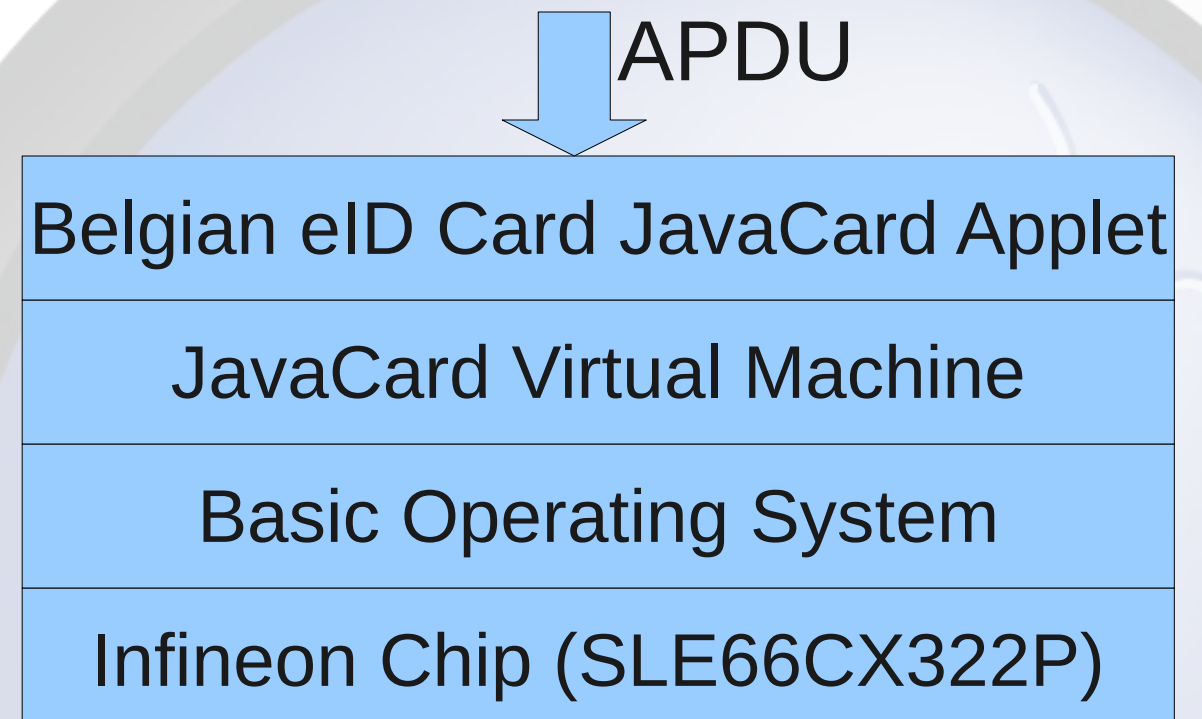 APDU
Belgian eID Card JavaCard Applet
JavaCard Virtual Machine
Basic Operating System
Infineon Chip (SLE66CX322P)